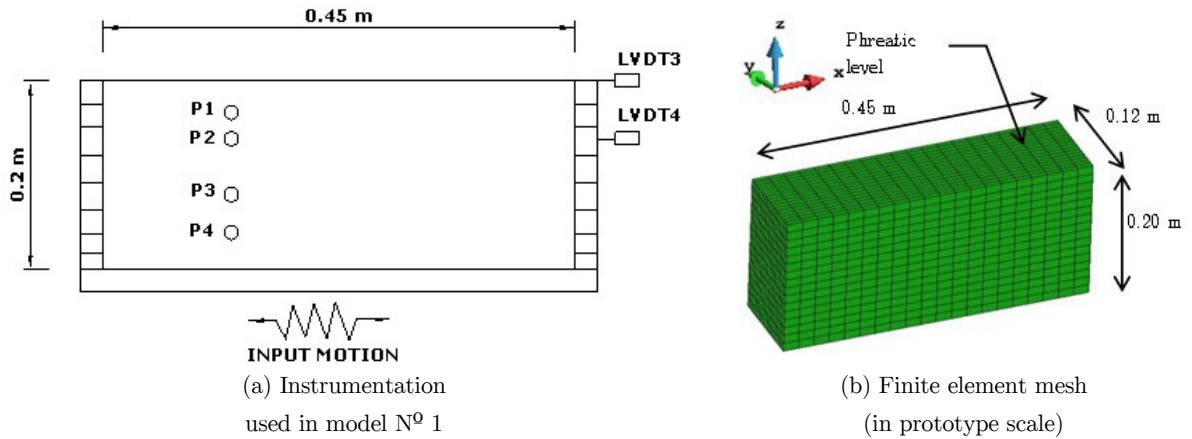 0.45 m
LVDT3
P1
P2
LVDT4
0.2 m
P3
P4
INPUT MOTION
(a) Instrumentation
used in model Nº 1
z
y
x
Phreatic
level
0.45 m
0.12 m
0.20 m
(b) Finite element mesh
(in prototype scale)